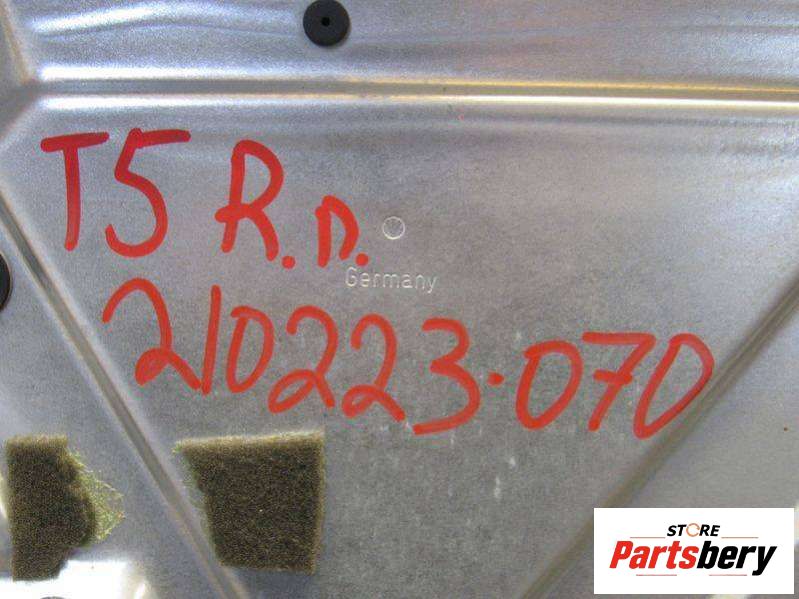 T5 R.п.
Germany
210223-070
STORE
Partsbery